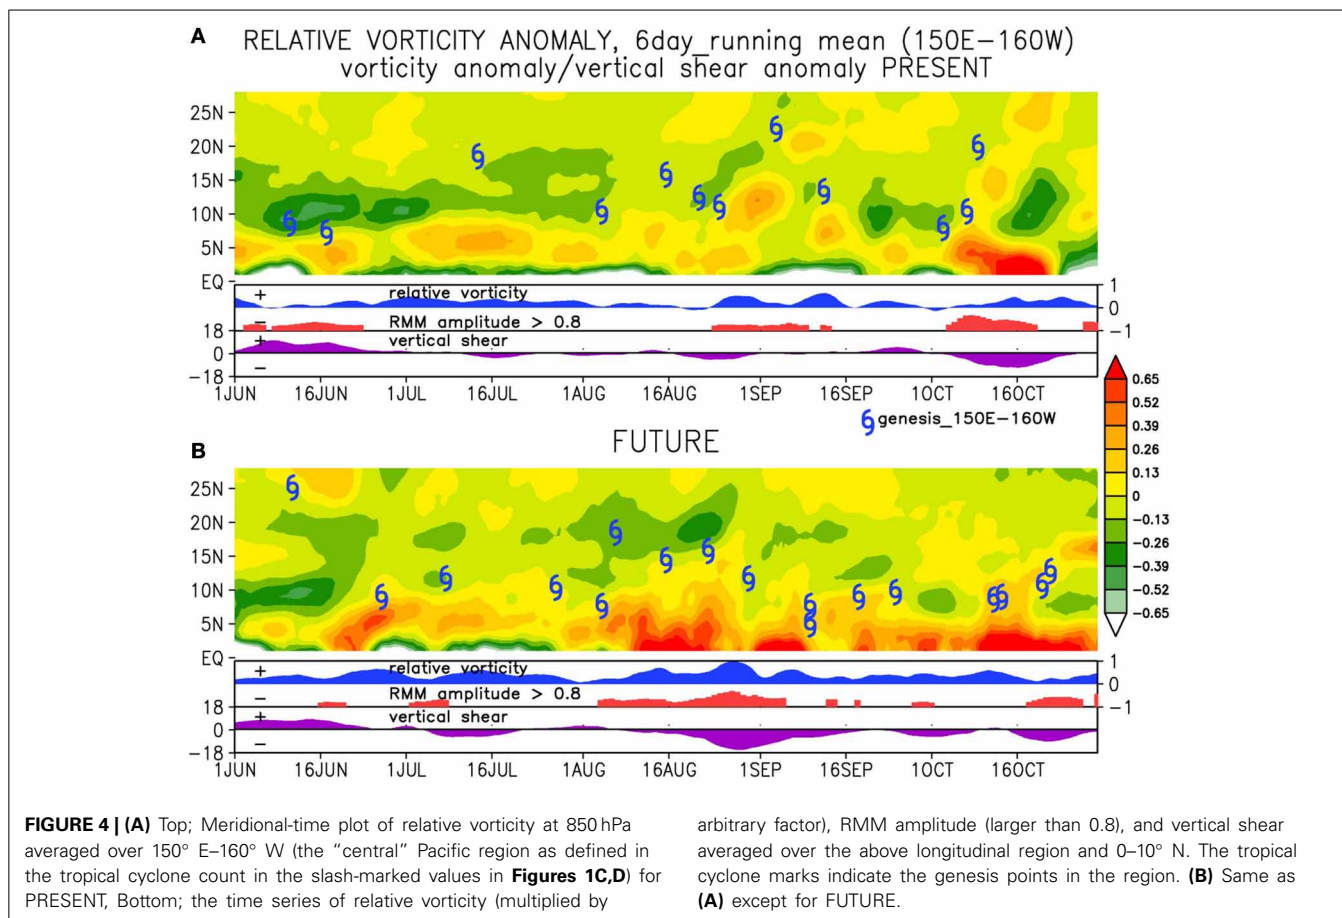 A
RELATIVE VORTICITY ANOMALY, 6day_running mean (150E−160W)
vorticity anomaly/vertical shear anomaly PRESENT
25N
20N
15N
10N
5N
EQ
+ relative vorticity 1
0
− RMM amplitude > 0.8
18 −1
+ vertical shear
0
−
−18
1JUN 16JUN 1JUL 16JUL 1AUG 16AUG 1SEP 16SEP 1OCT 16OCT
genesis_150E−160W
0.65
0.52
0.39
0.26
0.13
0
−0.13
−0.26
−0.39
−0.52
−0.65
B
FUTURE
25N
20N
15N
10N
5N
EQ
+ relative vorticity 1
0
− RMM amplitude > 0.8
18 −1
+ vertical shear
0
−
−18
1JUN 16JUN 1JUL 16JUL 1AUG 16AUG 1SEP 16SEP 1OCT 16OCT
FIGURE 4 | (A) Top; Meridional-time plot of relative vorticity at 850 hPa
averaged over 150° E–160° W (the “central” Pacific region as defined in
the tropical cyclone count in the slash-marked values in Figures 1C,D) for
PRESENT, Bottom; the time series of relative vorticity (multiplied by
arbitrary factor), RMM amplitude (larger than 0.8), and vertical shear
averaged over the above longitudinal region and 0–10° N. The tropical
cyclone marks indicate the genesis points in the region. (B) Same as
(A) except for FUTURE.